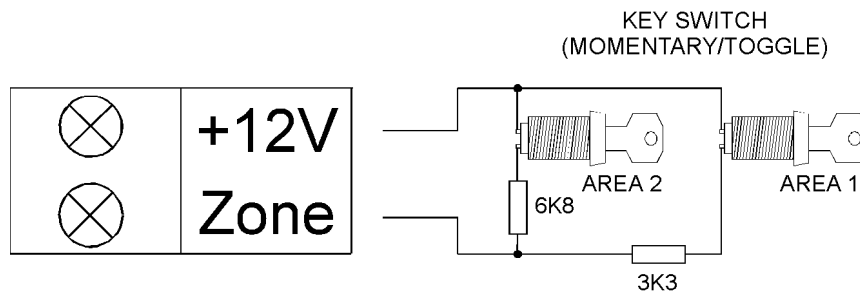 KEY SWITCH
(MOMENTARY/TOGGLE)
+12V
Zone
AREA 2
AREA 1
6K8
3K3